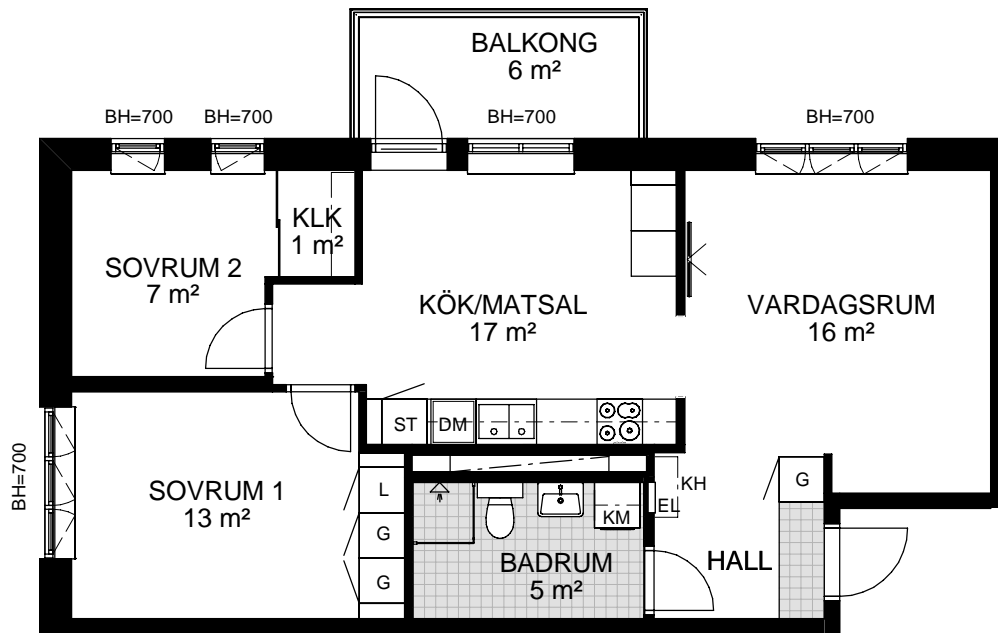 BALKONG
6 m²
BH=700
BH=700
BH=700
BH=700
KLK
1 m²
SOVRUM 2
7 m²
KÖK/MATSAL
17 m²
VARDAGSRUM
16 m²
ST
DM
BH=700
SOVRUM 1
13 m²
L
G
G
KM
KH
EL
G
BADRUM
5 m²
HALL